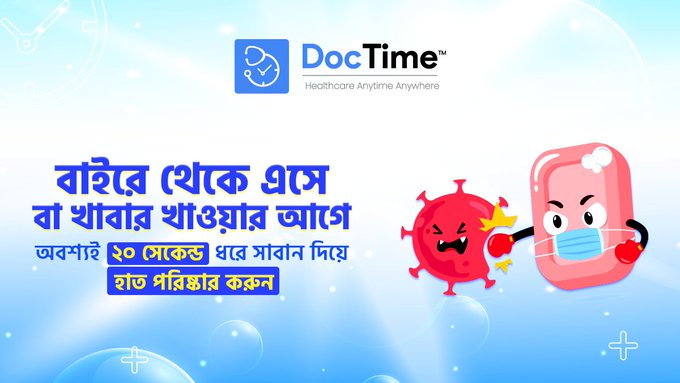 DocTime™
Healthcare Anytime Anywhere
বাইরে থেকে এসে
বা খাবার খাওয়ার আগে
অবশ্যই ২০ সেকেন্ড ধরে সাবান দিয়ে
হাত পরিষ্কার করুন